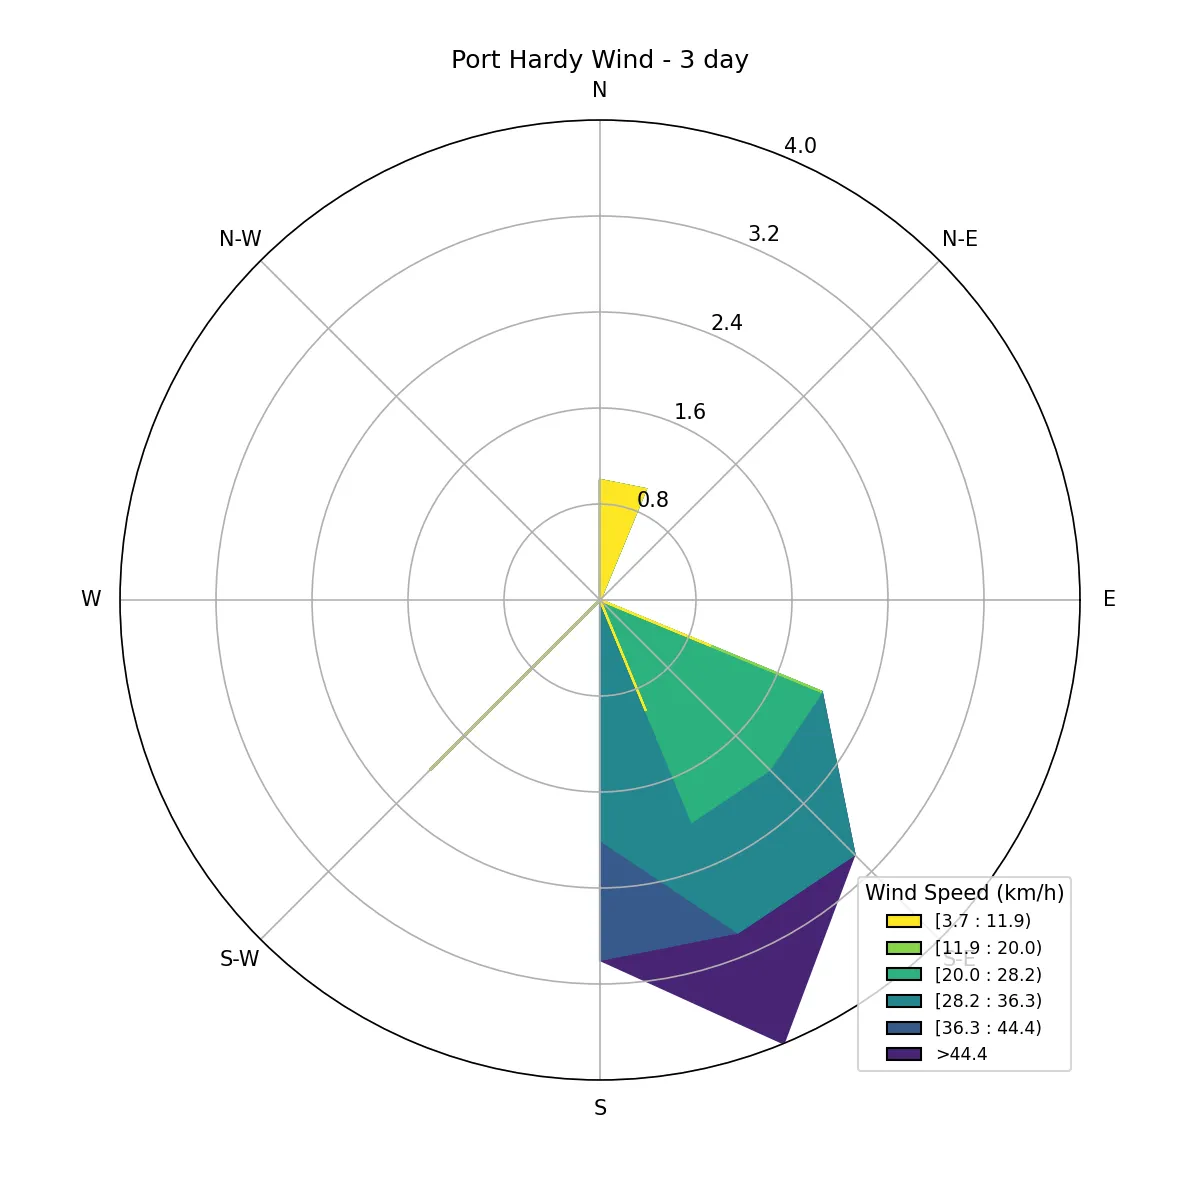 Port Hardy Wind - 3 day
N
4.0
N-W
3.2
N-E
2.4
1.6
0.8
W
E
Wind Speed (km/h)
[3.7 : 11.9)
[11.9 : 20.0)
S-W
S-E
[20.0 : 28.2)
[28.2 : 36.3)
[36.3 : 44.4)
>44.4
S